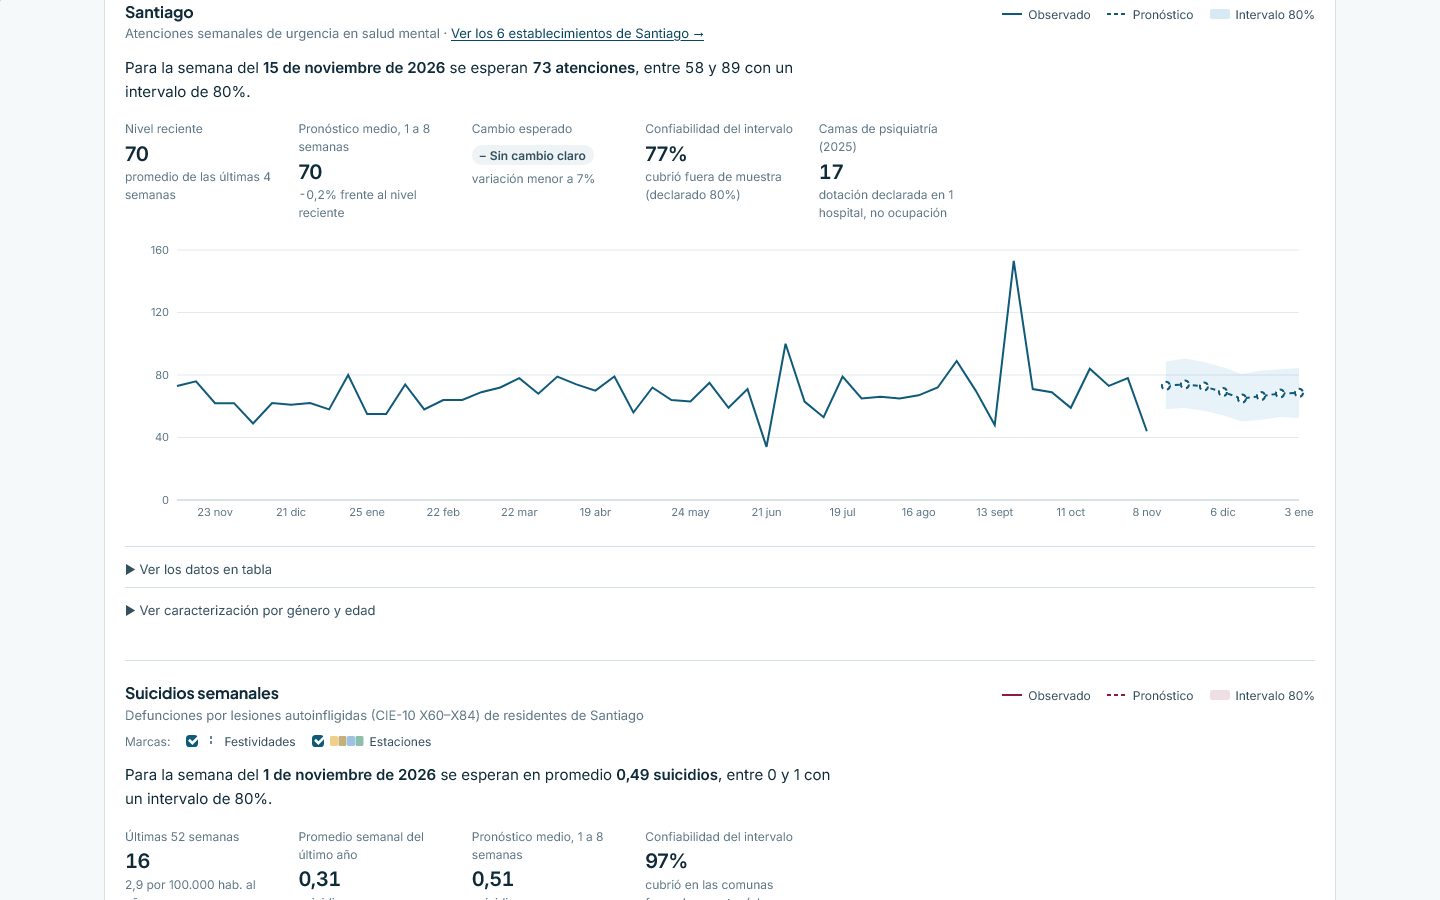 Santiago
Observado
Pronóstico
Intervalo 80%
Atenciones semanales de urgencia en salud mental · Ver los 6 establecimientos de Santiago →
Para la semana del 15 de noviembre de 2026 se esperan 73 atenciones, entre 58 y 89 con un
intervalo de 80%.
Nivel reciente
70
promedio de las últimas 4
semanas
Pronóstico medio, 1 a 8
semanas
70
-0,2% frente al nivel
reciente
Cambio esperado
– Sin cambio claro
variación menor a 7%
Confiabilidad del intervalo
77%
cubrió fuera de muestra
(declarado 80%)
Camas de psiquiatría
(2025)
17
dotación declarada en 1
hospital, no ocupación
160
120
80
40
0
23 nov
21 dic
25 ene
22 feb
22 mar
19 abr
24 may
21 jun
19 jul
16 ago
13 sept
11 oct
8 nov
6 dic
3 ene
▶ Ver los datos en tabla
▶ Ver caracterización por género y edad
Suicidios semanales
Observado
Pronóstico
Intervalo 80%
Defunciones por lesiones autoinfligidas (CIE-10 X60–X84) de residentes de Santiago
Marcas:
Festividades
Estaciones
Para la semana del 1 de noviembre de 2026 se esperan en promedio 0,49 suicidios, entre 0 y 1 con
un intervalo de 80%.
Últimas 52 semanas
16
2,9 por 100.000 hab. al
Promedio semanal del
último año
0,31
Pronóstico medio, 1 a 8
semanas
0,51
Confiabilidad del intervalo
97%
cubrió en las comunas